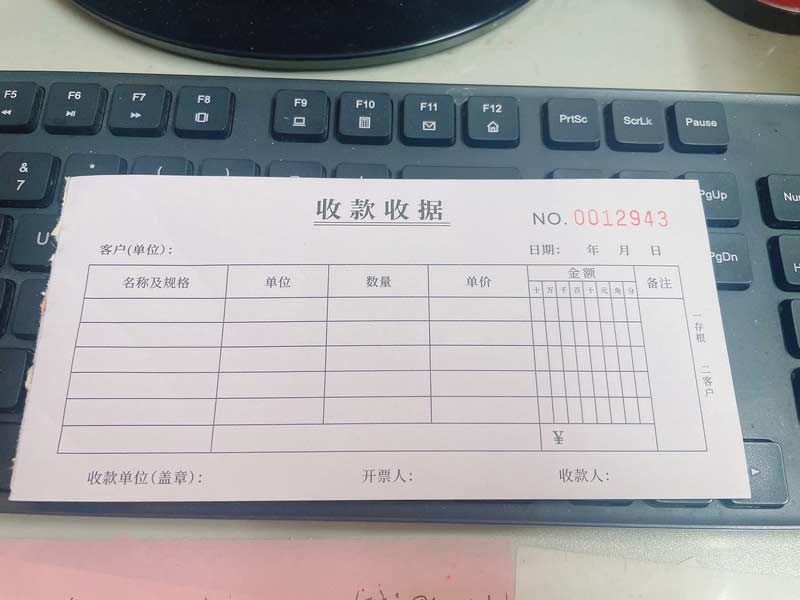 F5 F6 F7 F8 F9 F10 F11 F12 PrtSc ScrLk Pause
& * ( )
7
PgUp
U
PgDn
收款收据
NO. 0012943
客户(单位)： 日期： 年 月 日
名称及规格 单位 数量 单价 金额 备注
十 万 千 百 十 元 角 分
一存根
二客户
¥
收款单位(盖章)： 开票人： 收款人：